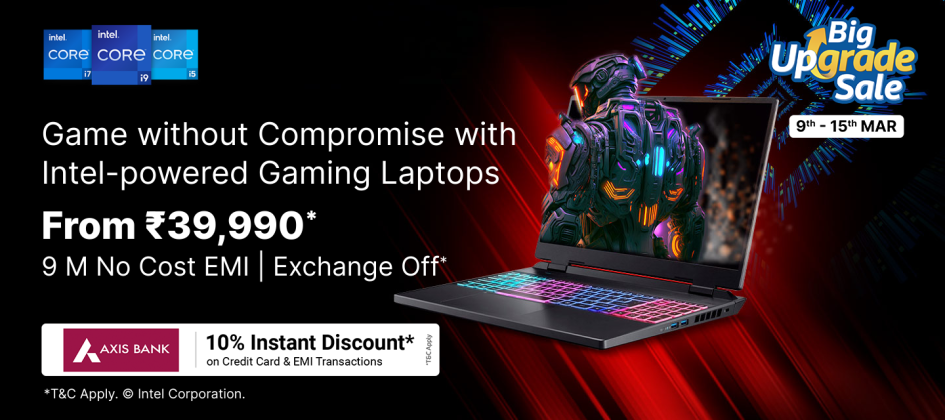 intel.
CORE
i7
intel.
CORE
i9
intel.
CORE
i5
Big
Upgrade
Sale
9th - 15th MAR
Game without Compromise with
Intel-powered Gaming Laptops
From ₹39,990*
9 M No Cost EMI | Exchange Off*
AXIS BANK
10% Instant Discount*
on Credit Card & EMI Transactions
*T&C Apply
*T&C Apply. © Intel Corporation.